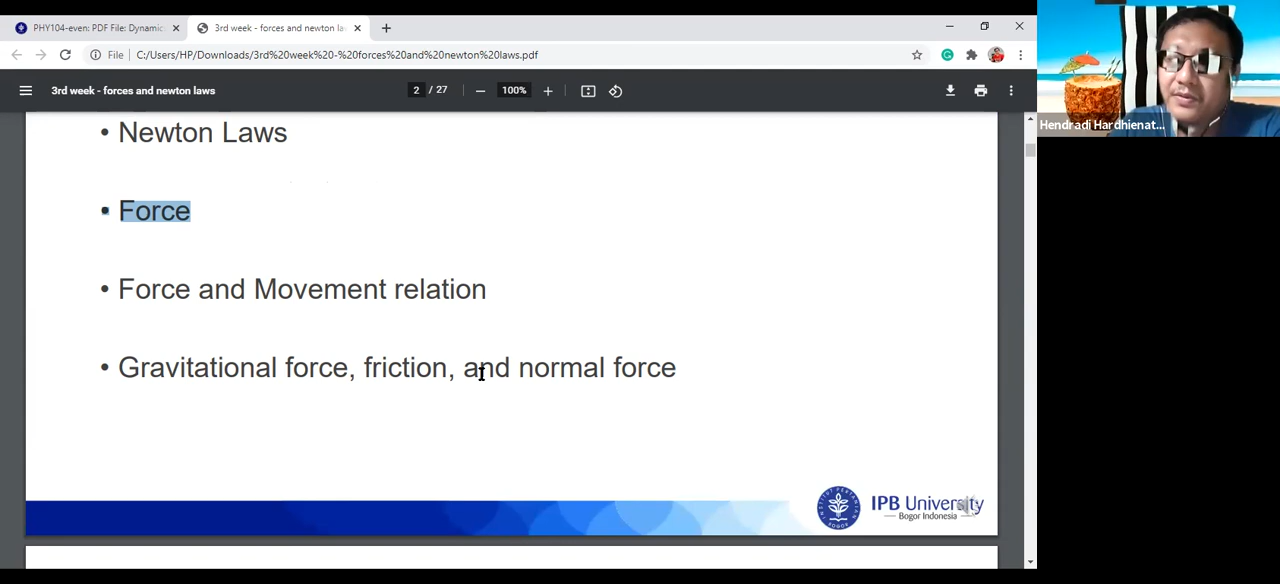 PHY104-even: PDF File: Dynamic
3rd week - forces and newton la
File
C:/Users/HP/Downloads/3rd%20week%20-%20forces%20and%20newton%20laws.pdf
3rd week - forces and newton laws
2 / 27
100%
• Newton Laws
• Force
• Force and Movement relation
• Gravitational force, friction, and normal force
IPB University
Bogor Indonesia
Hendradi Hardhienat...